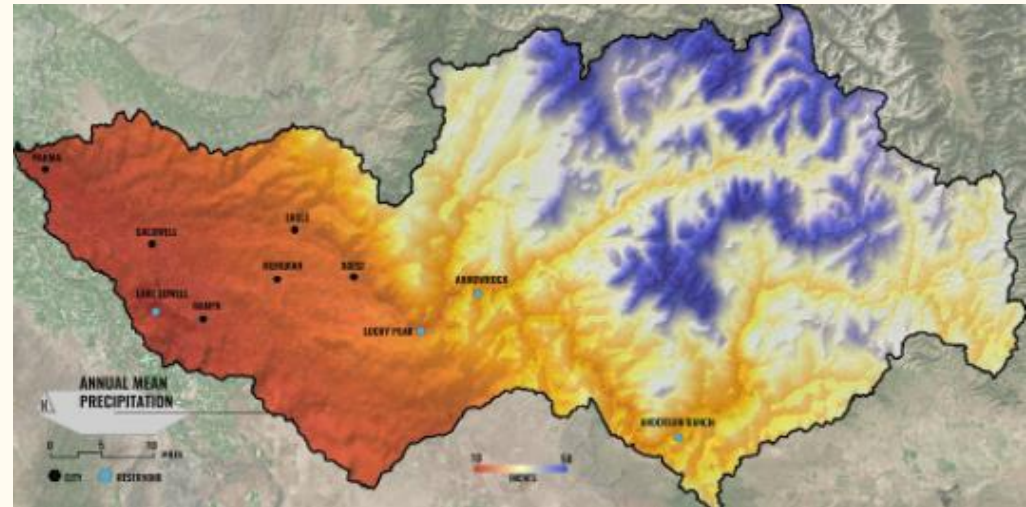 PARMA
EAGLE
CALDWELL
MERIDIAN
BOISE
ARROWROCK
LAKE LOWELL
NAMPA
LUCKY PEAK
ANNUAL MEAN
PRECIPITATION
ANDERSON RANCH
0 5 10
MILES
10 50
INCHES
CITY RESERVOIR